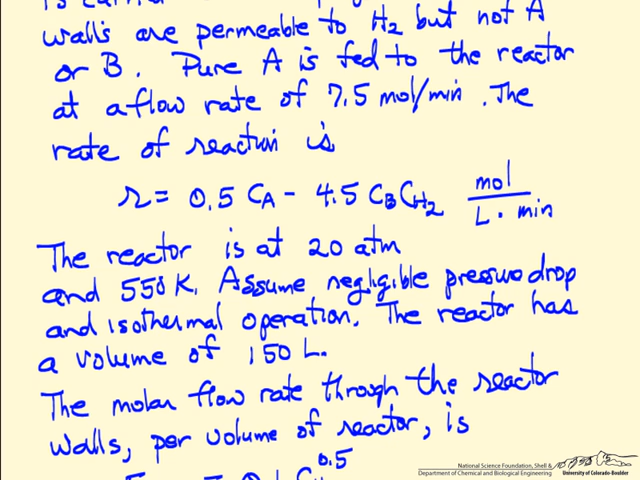 walls are permeable to H2 but not A
or B. Pure A is fed to the reactor
at a flow rate of 7.5 mol/min. The
rate of reaction is
r = 0.5 CA - 4.5 CB CH2 mol / L · min
The reactor is at 20 atm
and 550 K. Assume negligible pressure drop
and isothermal operation. The reactor has
a volume of 150 L.
The molar flow rate through the reactor
walls, per volume of reactor, is
0.5
National Science Foundation, Shell &
Department of Chemical and Biological Engineering
University of Colorado-Boulder